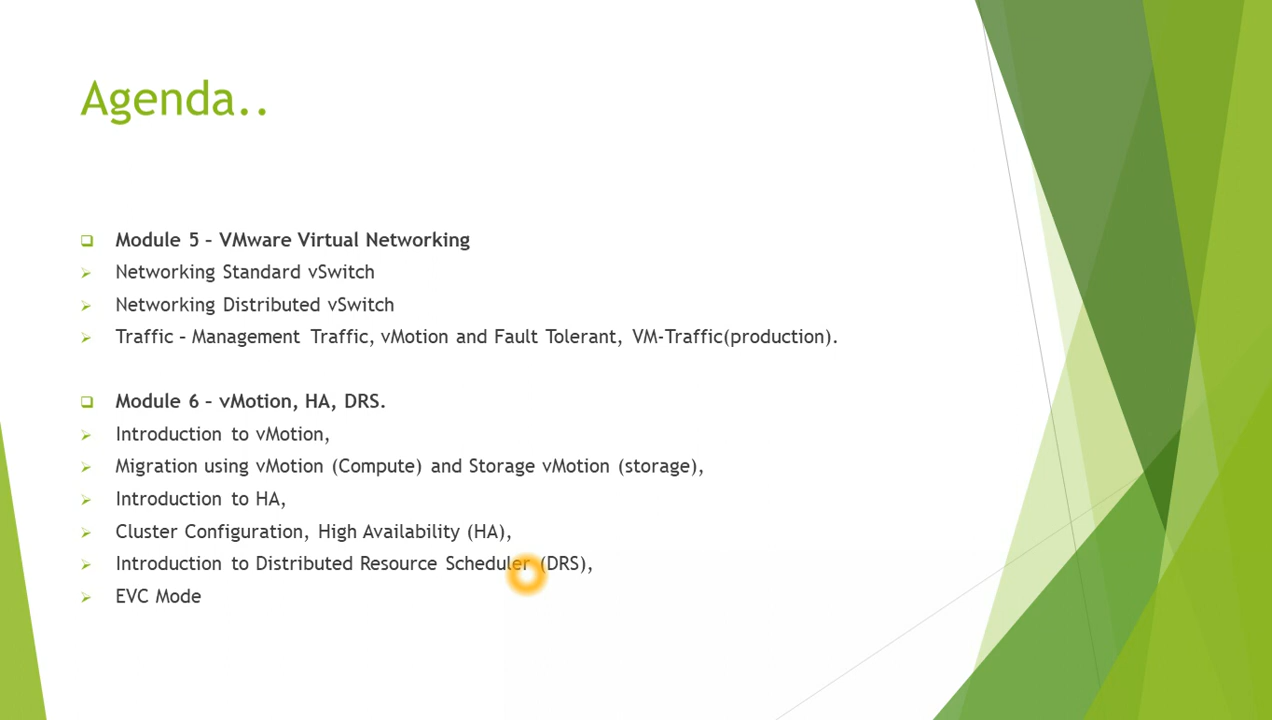 Agenda..
Module 5 – VMware Virtual Networking
Networking Standard vSwitch
Networking Distributed vSwitch
Traffic – Management Traffic, vMotion and Fault Tolerant, VM-Traffic(production).
Module 6 – vMotion, HA, DRS.
Introduction to vMotion,
Migration using vMotion (Compute) and Storage vMotion (storage),
Introduction to HA,
Cluster Configuration, High Availability (HA),
Introduction to Distributed Resource Scheduler (DRS),
EVC Mode